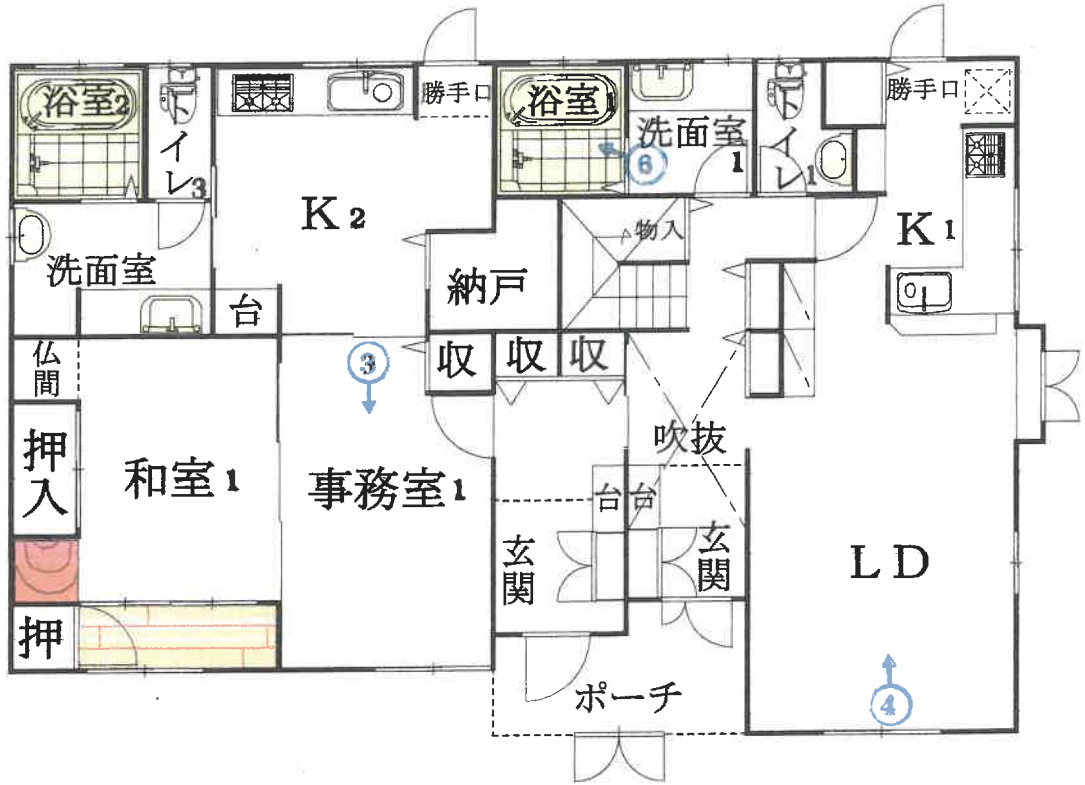 浴室2
トイレ3
勝手口
浴室1
洗面室1
トイレ1
勝手口
K2
K1
物入
洗面室
納戸
台
仏間
③
収
収
収
押入
和室1
事務室1
吹抜
台
台
玄関
玄関
LD
押
ポーチ
④
⑥